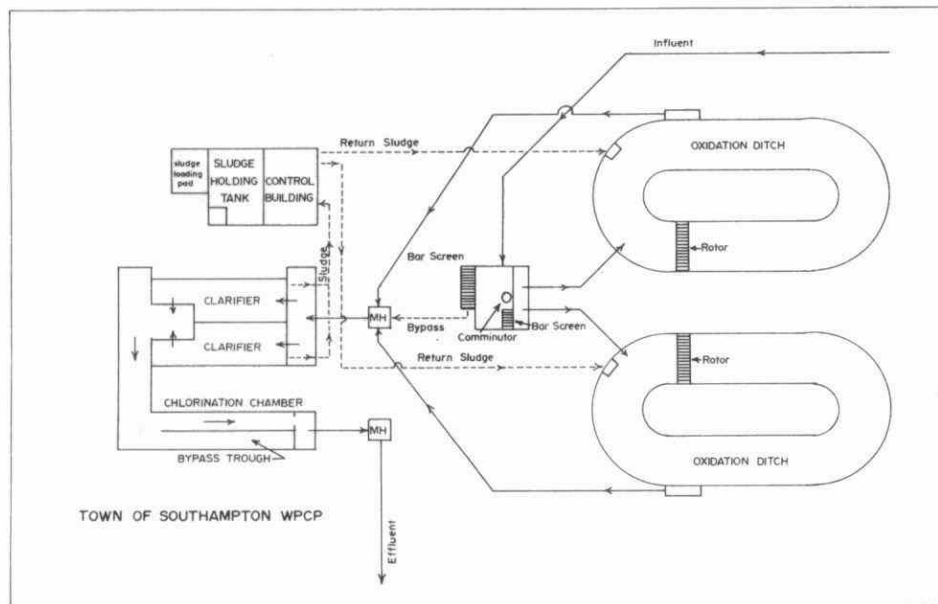 Influent
Return Sludge
OXIDATION DITCH
sludge
loading
pad
SLUDGE
HOLDING
TANK
CONTROL
BUILDING
Rotor
Bar Screen
Sludge
CLARIFIER
MH
Bypass
Comminutor
Bar Screen
CLARIFIER
Return Sludge
Rotor
CHLORINATION CHAMBER
MH
BYPASS TROUGH
OXIDATION DITCH
TOWN OF SOUTHAMPTON WPCP
Effluent